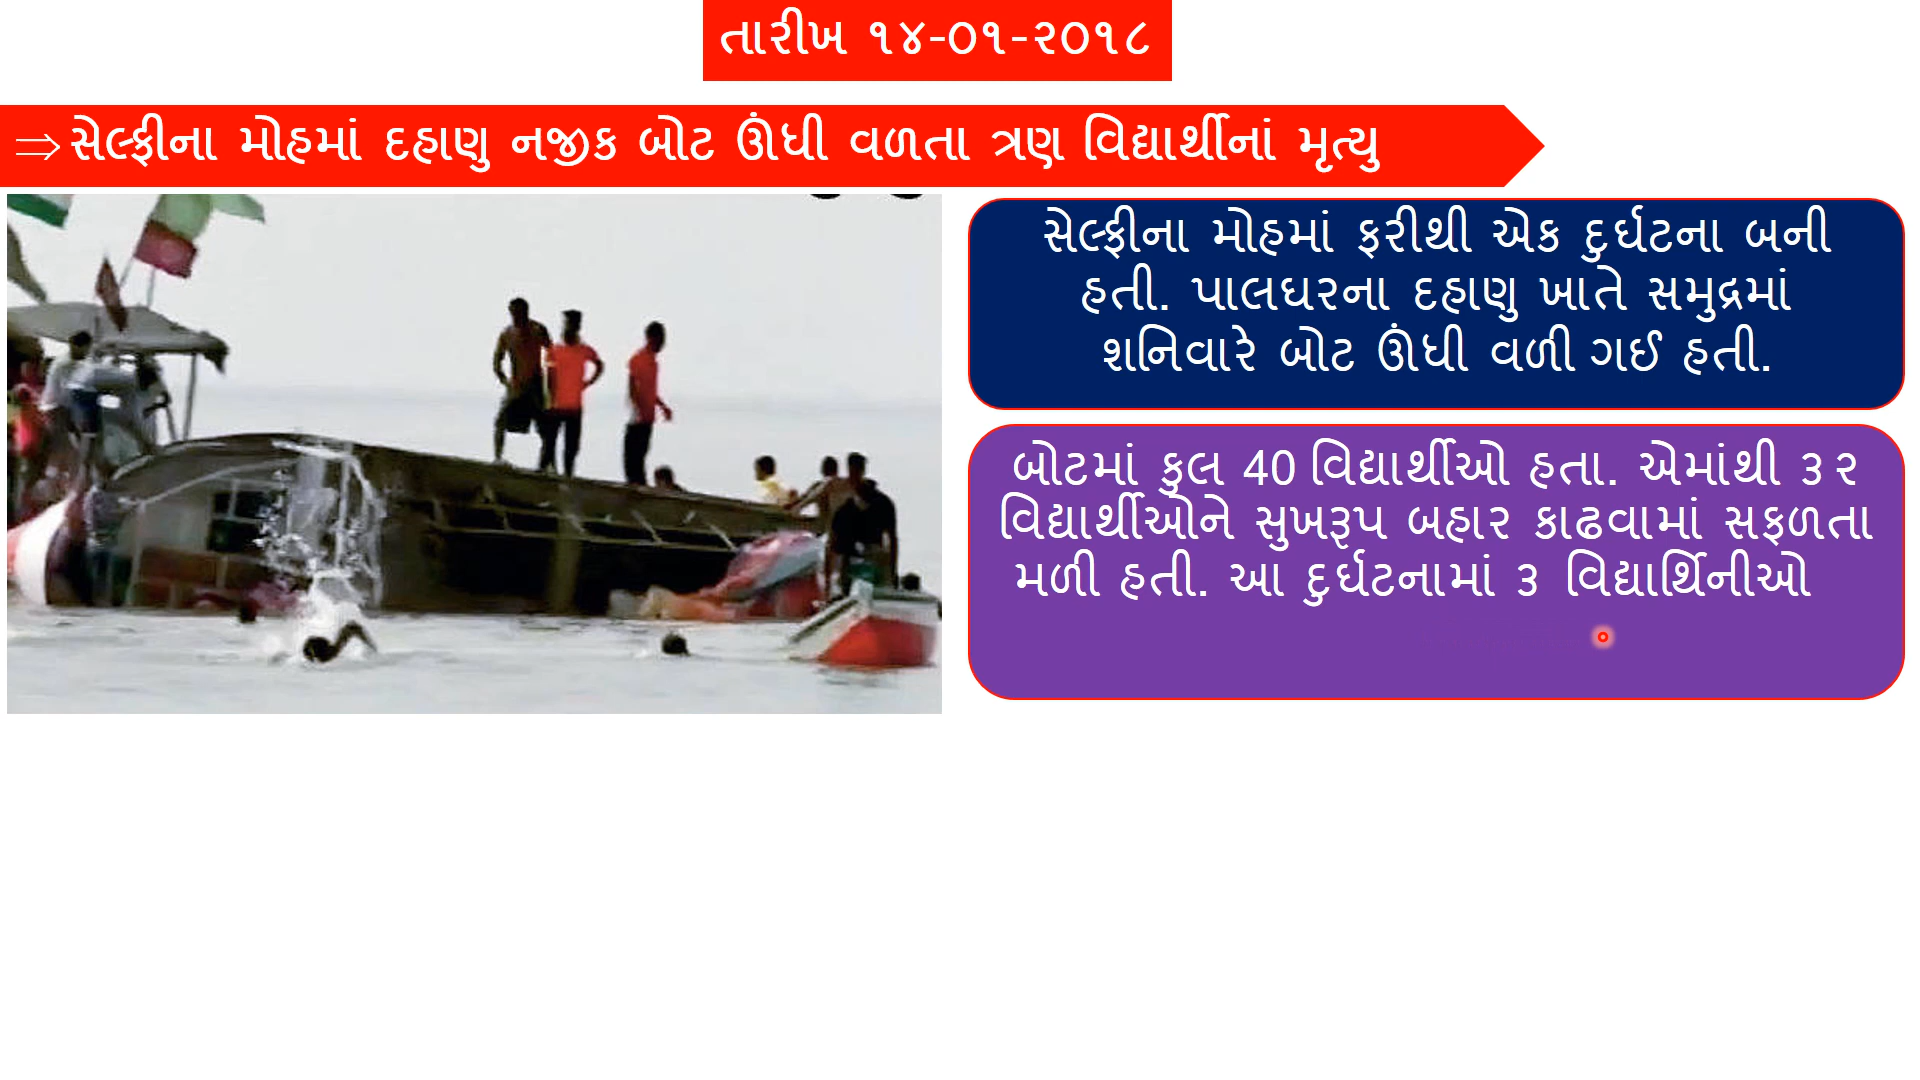 તારીખ ૧૪-૦૧-૨૦૧૮
⇒સેલ્ફીના મોહમાં દહાણુ નજીક બોટ ઊંધી વળતા ત્રણ વિદ્યાર્થીનાં મૃત્યુ
સેલ્ફીના મોહમાં ફરીથી એક દુર્ઘટના બની
હતી. પાલઘરના દહાણુ ખાતે સમુદ્રમાં
શનિવારે બોટ ઊંધી વળી ગઈ હતી.
બોટમાં કુલ 40 વિદ્યાર્થીઓ હતા. એમાંથી ૩૨
વિદ્યાર્થીઓને સુખરૂપ બહાર કાઢવામાં સફળતા
મળી હતી. આ દુર્ઘટનામાં ૩ વિદ્યાર્થિનીઓ